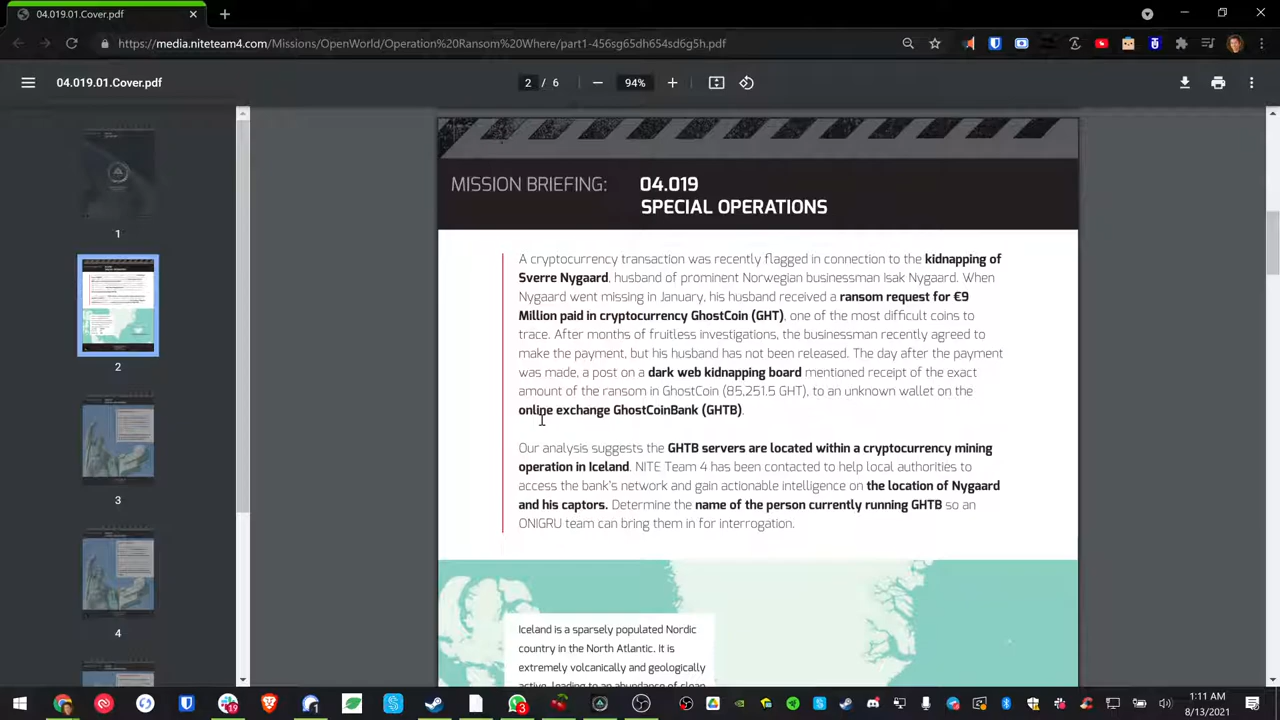 04.019.01.Cover.pdf
https://media.niteteam4.com/Missions/OpenWorld/Operation%20Ransom%20Where/part1-456sg65dh654sd6g5h.pdf
04.019.01.Cover.pdf
2 / 6
94%
1
2
3
4
MISSION BRIEFING: 04.019
SPECIAL OPERATIONS
A cryptocurrency transaction was recently flagged in connection to the kidnapping of
Sverre Nygaard, husband of prominent Norwegian businessman Isak Nygaard. When
Nygaard went missing in January, his husband received a ransom request for €9
Million paid in cryptocurrency GhostCoin (GHT), one of the most difficult coins to
After months of fruitless investigations, the businessman recently agreed to
make the payment, but his husband has not been released. The day after the payment
was made, a post on a dark web kidnapping board mentioned receipt of the exact
amount of the ransom in GhostCoin (85,251.5 GHT), to an unknown wallet on the
online exchange GhostCoinBank (GHTB).
Our analysis suggests the GHTB servers are located within a cryptocurrency mining
operation in Iceland. NITE Team 4 has been contacted to help local authorities to
access the bank's network and gain actionable intelligence on the location of Nygaard
and his captors. Determine the name of the person currently running GHTB so an
ONIGRU team can bring them in for interrogation.
Iceland is a sparsely populated Nordic
country in the North Atlantic. It is
extremely volcanically and geologically
active, leading to an abundance of clean
19
3
1:11 AM
8/13/2021